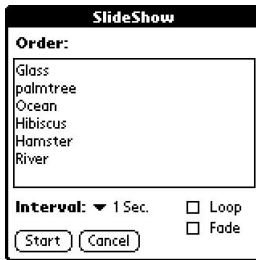 SlideShow
Order:
Glass
palmtree
Ocean
Hibiscus
Hamster
River
Interval: 1 Sec.
Loop
Fade
Start Cancel